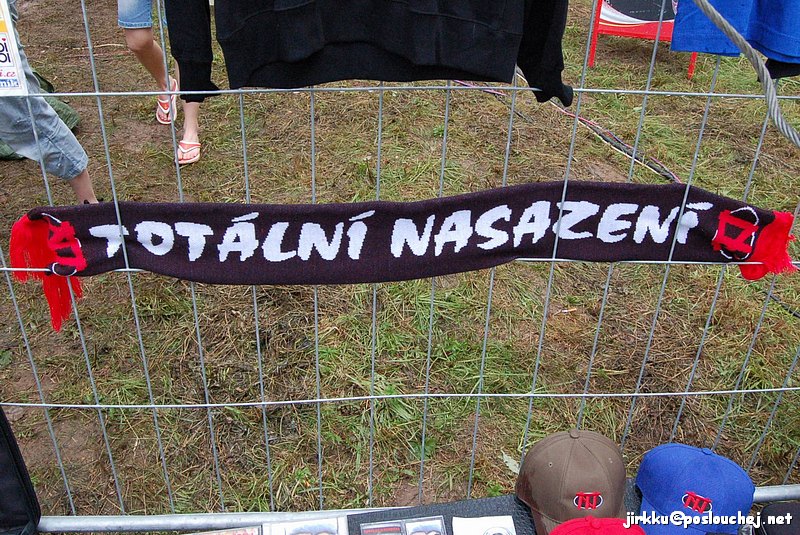 TOTÁLNÍ NASAZENÍ
jirkku@poslouchej.net